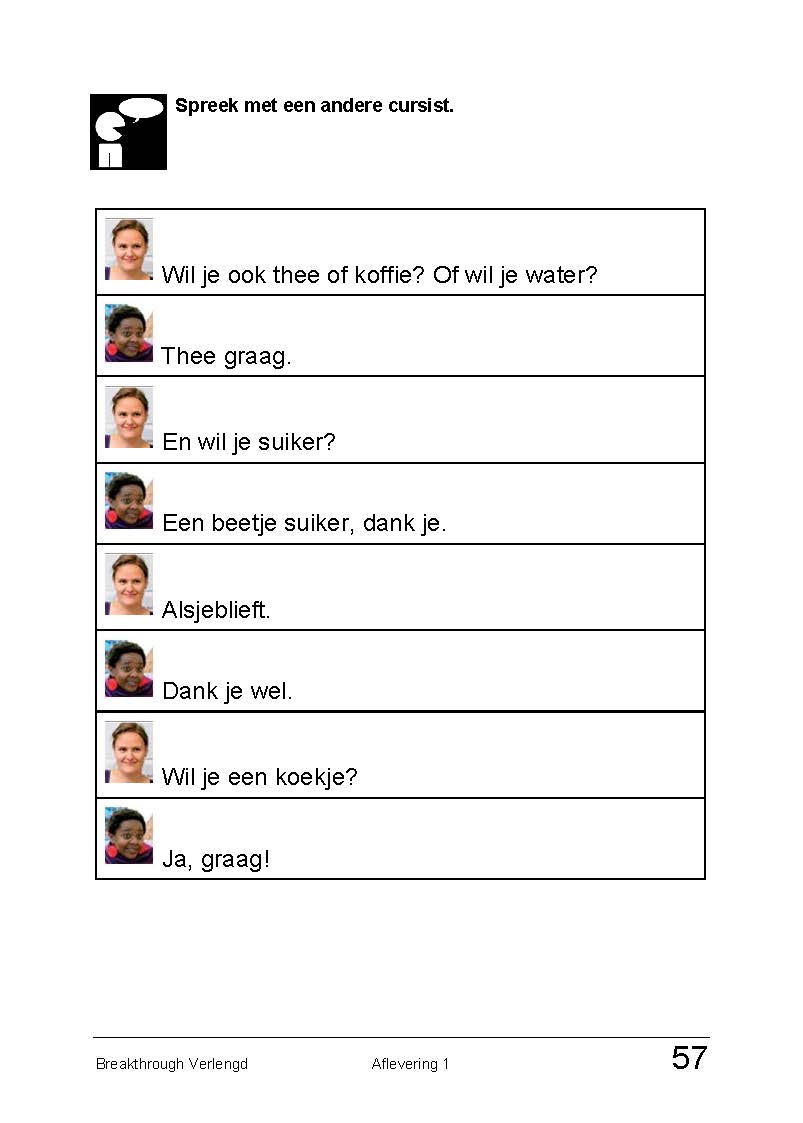 Spreek met een andere cursist.
Wil je ook thee of koffie? Of wil je water?
Thee graag.
En wil je suiker?
Een beetje suiker, dank je.
Alsjeblieft.
Dank je wel.
Wil je een koekje?
Ja, graag!
Breakthrough Verlengd Aflevering 1 57